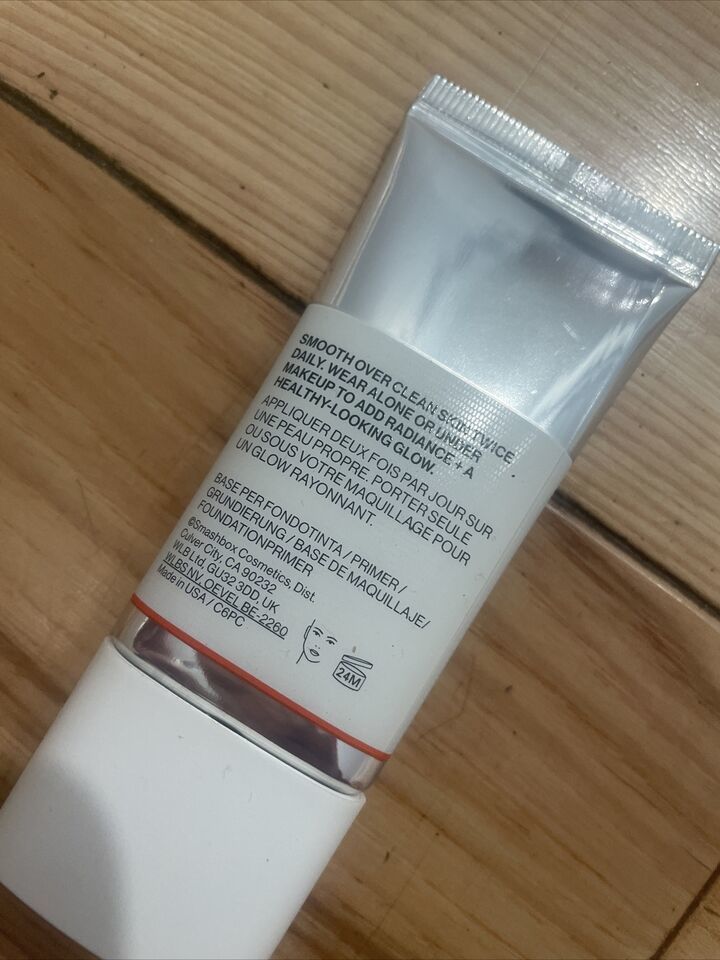 SMOOTH OVER CLEAN SKIN TWICE
DAILY. WEAR ALONE OR UNDER
MAKEUP TO ADD RADIANCE + A
HEALTHY-LOOKING GLOW.
APPLIQUER DEUX FOIS PAR JOUR SUR
UNE PEAU PROPRE. PORTER SEULE
OU SOUS VOTRE MAQUILLAGE POUR
UN GLOW RAYONNANT.
BASE PER FONDOTINTA / PRIMER /
GRUNDIERUNG / BASE DE MAQUILLAJE/
FOUNDATIONPRIMER
©Smashbox Cosmetics, Dist.
Culver City, CA 90232
WLB Ltd. GU32 3DD. UK
WLBS.NV. OEVEL BE-2260
Made in USA / C6PC
24M